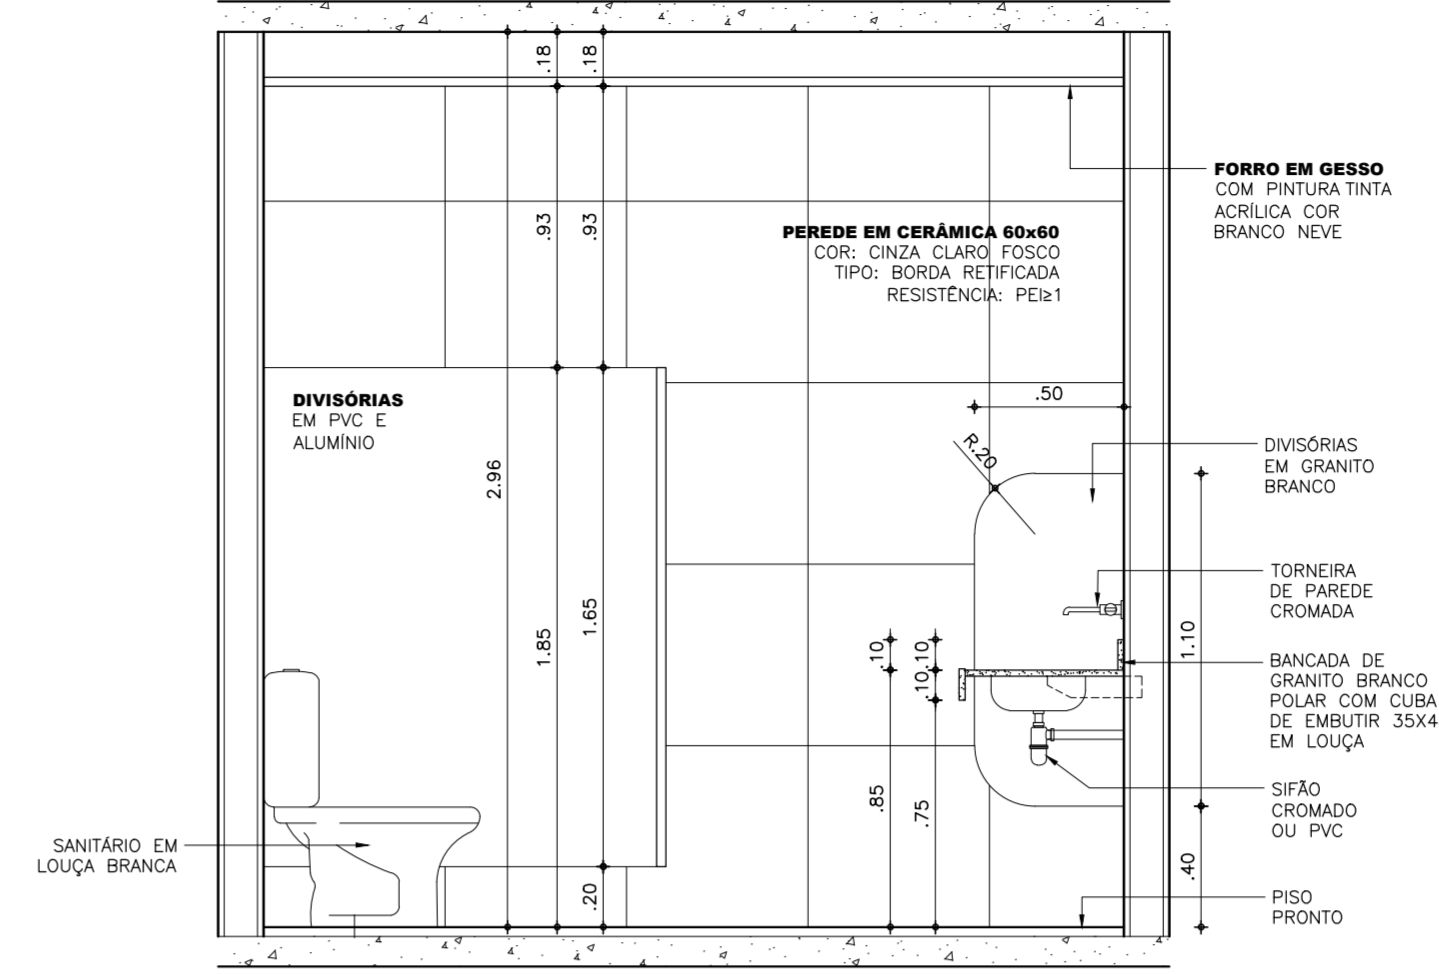 .18
.18
FORRO EM GESSO
COM PINTURA TINTA
ACRÍLICA COR
BRANCO NEVE
.93
.93
PEREDE EM CERÂMICA 60x60
COR: CINZA CLARO FOSCO
TIPO: BORDA RETIFICADA
RESISTÊNCIA: PEI≥1
DIVISÓRIAS
EM PVC E
ALUMÍNIO
.50
R.20
2.96
DIVISÓRIAS
EM GRANITO
BRANCO
TORNEIRA
DE PAREDE
CROMADA
1.85
1.65
.10
.10
.10
1.10
BANCADA DE
GRANITO BRANCO
POLAR COM CUBA
DE EMBUTIR 35X4
EM LOUÇA
.85
.75
SIFÃO
CROMADO
OU PVC
SANITÁRIO EM
LOUÇA BRANCA
.20
.40
PISO
PRONTO